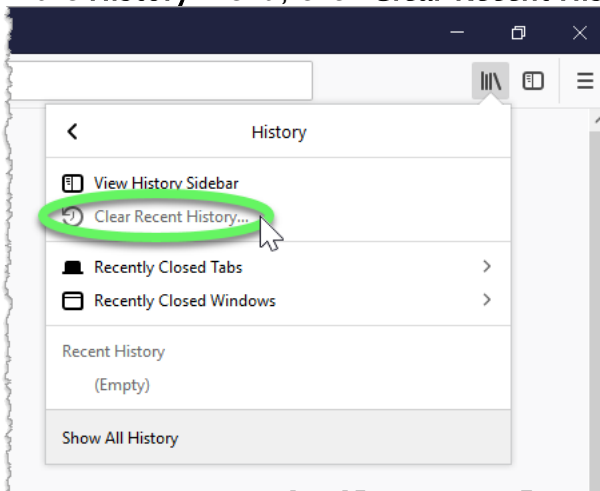 History
View History Sidebar
Clear Recent History...
Recently Closed Tabs
Recently Closed Windows
Recent History
(Empty)
Show All History